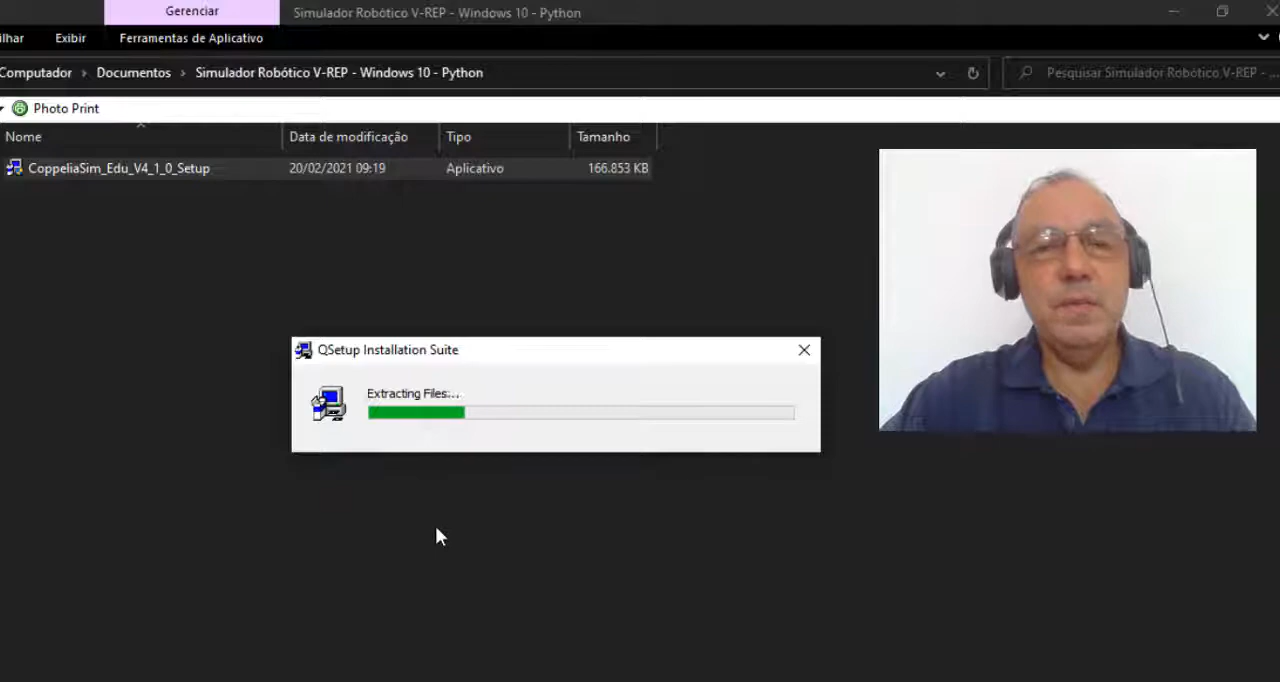 Gerenciar
Simulador Robótico V-REP - Windows 10 - Python
ilhar Exibir Ferramentas de Aplicativo
Computador › Documentos › Simulador Robótico V-REP - Windows 10 - Python
Pesquisar Simulador Robótico V-REP - ...
Photo Print
Nome Data de modificação Tipo Tamanho
CoppeliaSim_Edu_V4_1_0_Setup 20/02/2021 09:19 Aplicativo 166.853 KB
QSetup Installation Suite
Extracting Files...